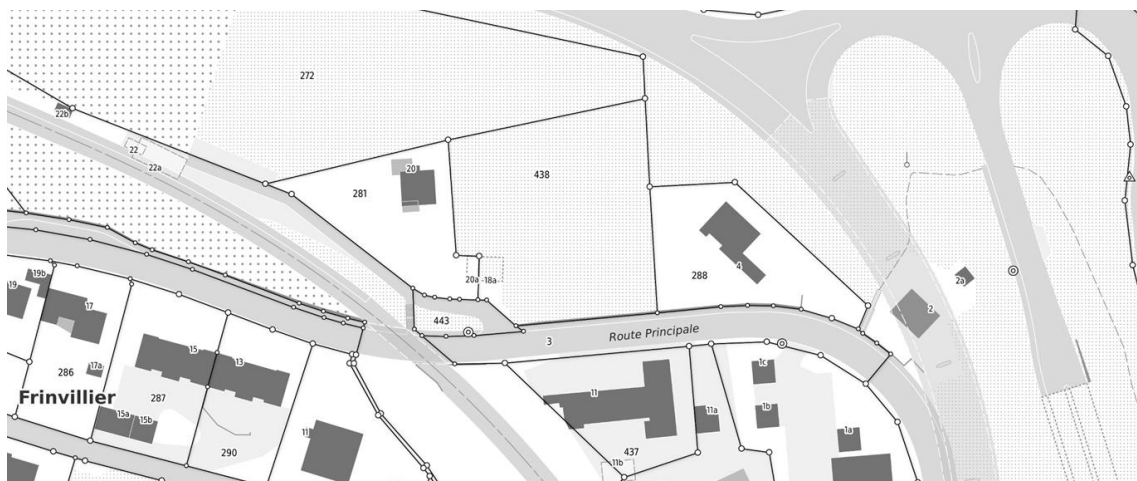 272
22b
22
22a
20
281
438
20a
18a
288
4
2a
2
443
3
Route Principale
19b
19
17
17a
286
Frinvillier
15
13
287
15a
15b
290
11
11
11a
11b
437
1c
1b
1a